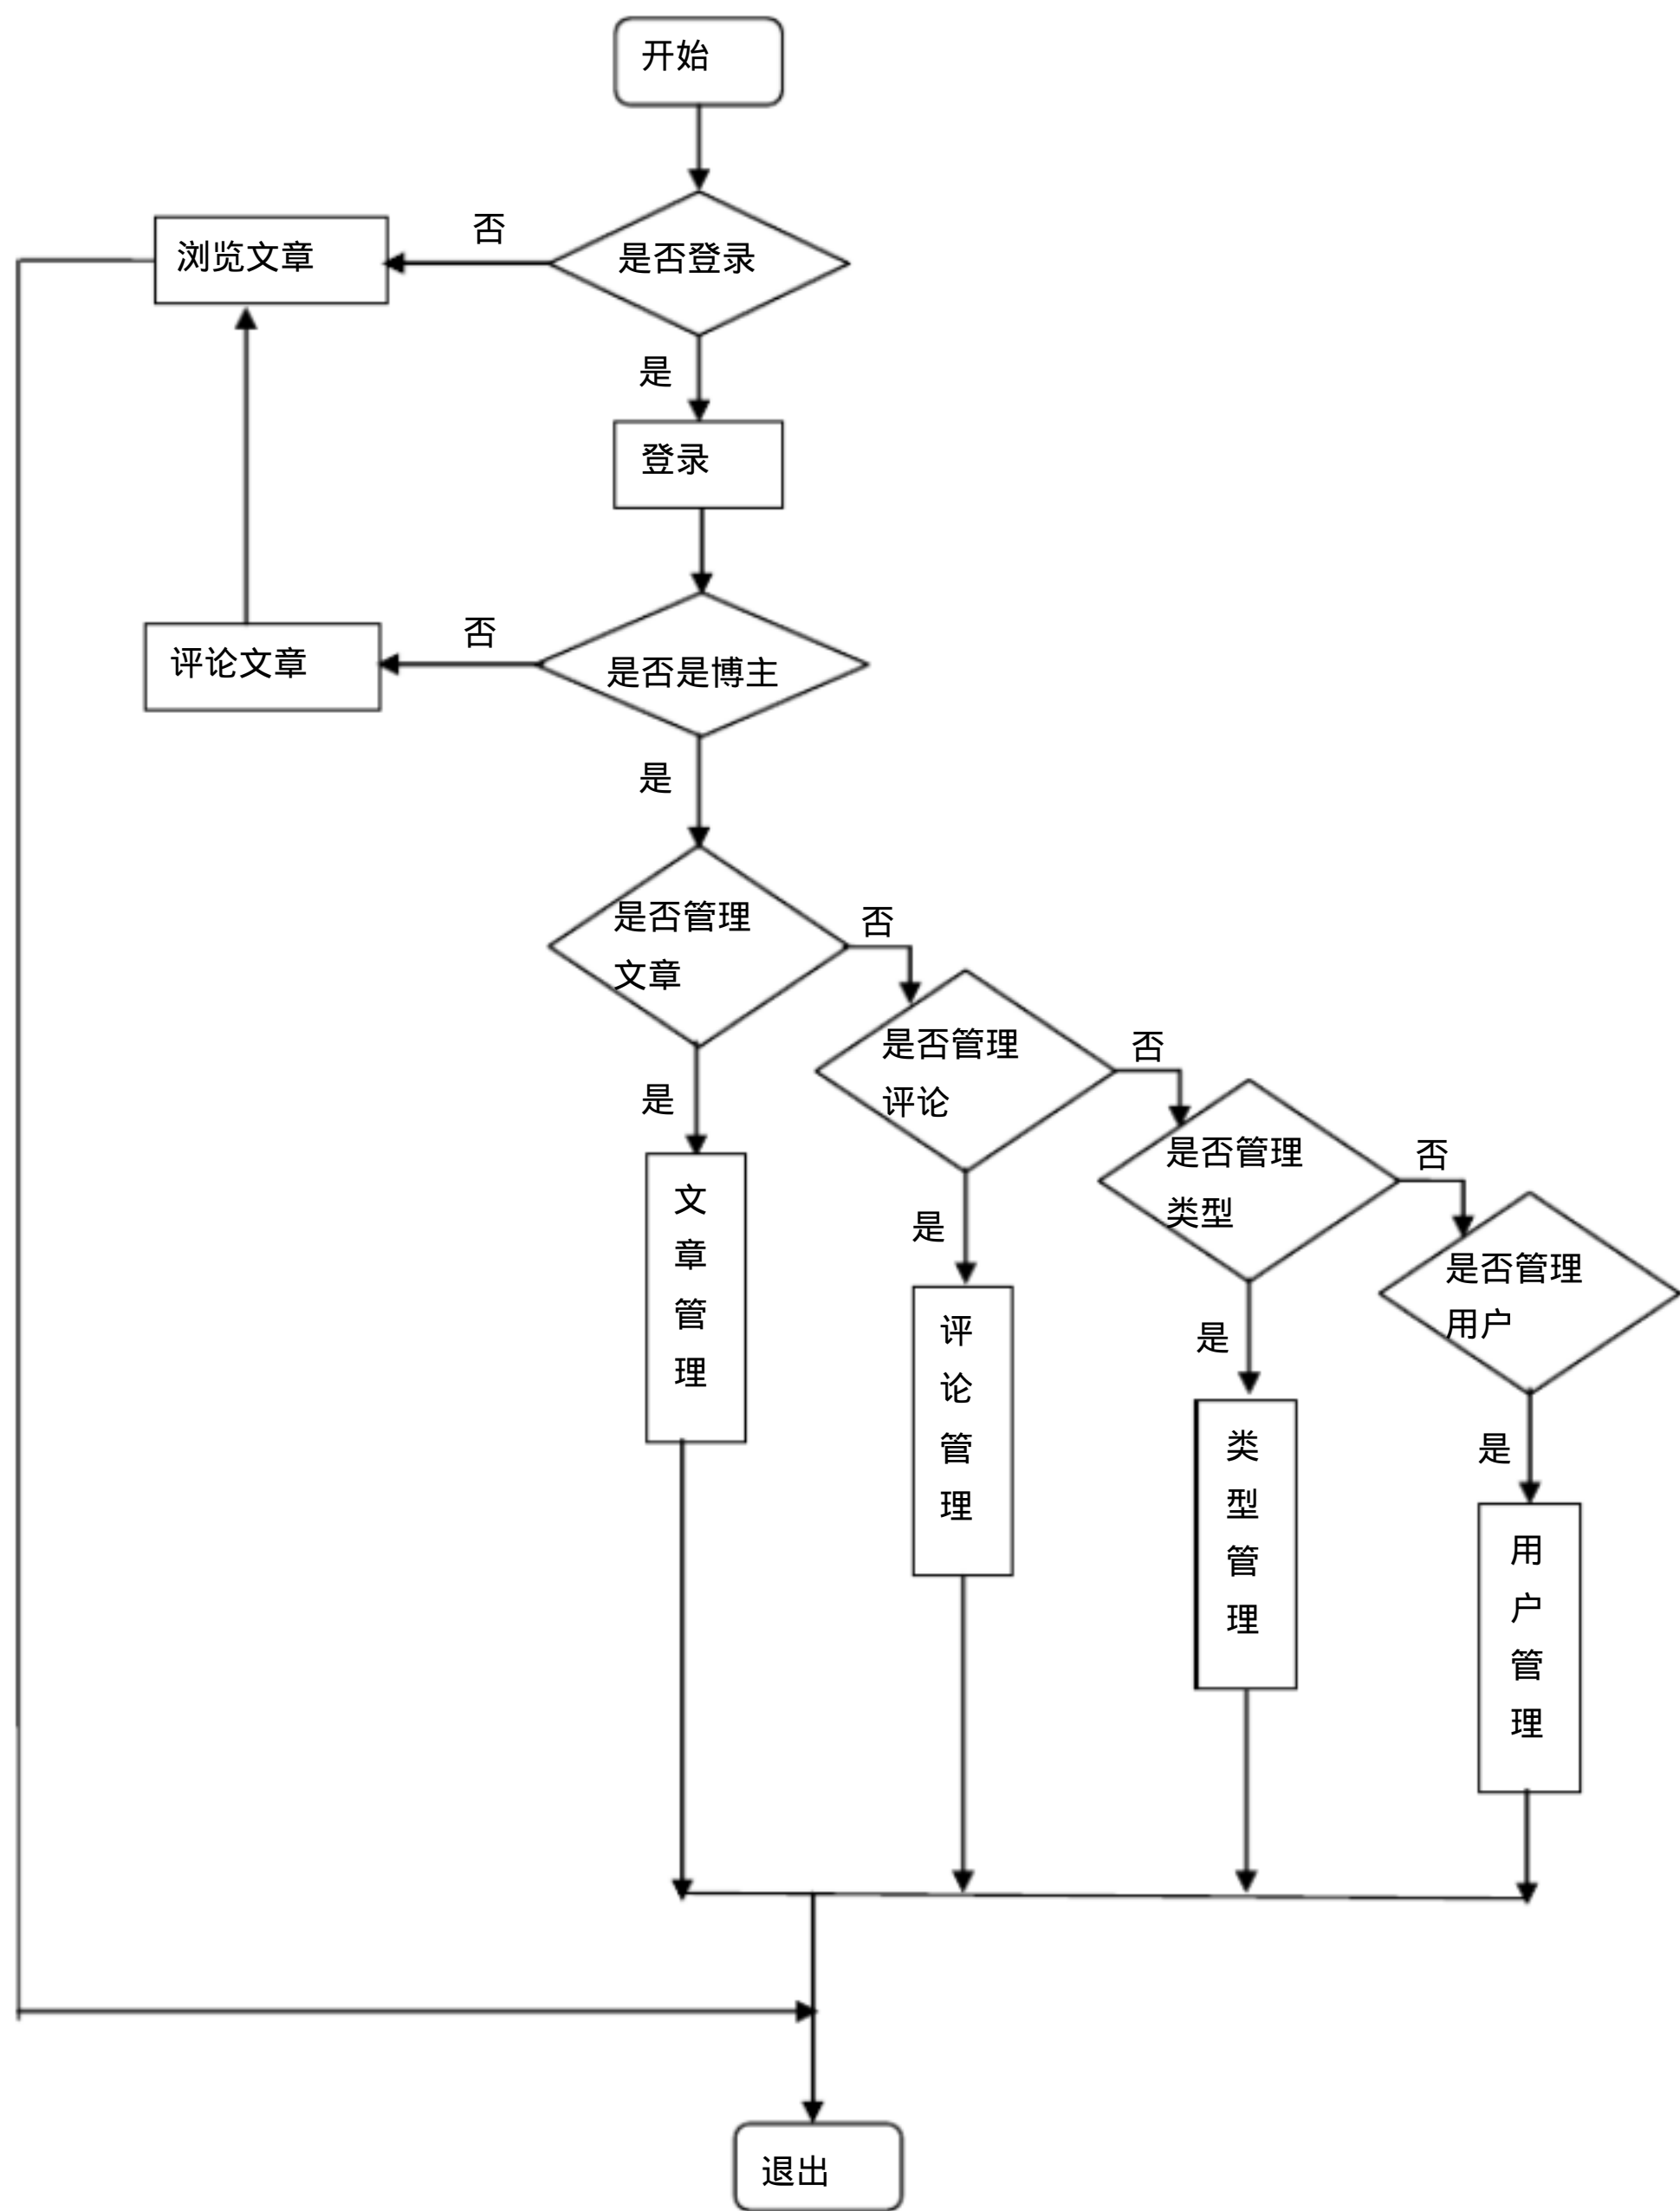 开始
否
浏览文章
是否登录
是
登录
否
评论文章
是否是博主
是
是否管理
文章
否
是否管理
评论
否
是否管理
类型
否
是否管理
用户
是
是
是
是
文
章
管
理
评
论
管
理
类
型
管
理
用
户
管
理
退出